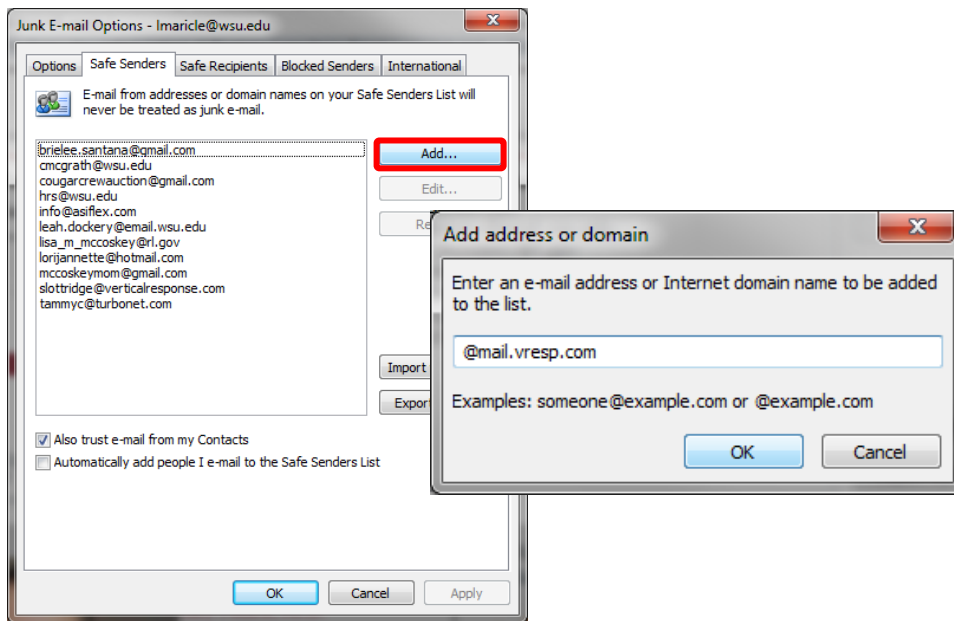 Junk E-mail Options - lmaricle@wsu.edu
Options Safe Senders Safe Recipients Blocked Senders International
E-mail from addresses or domain names on your Safe Senders List will
never be treated as junk e-mail.
brielee.santana@gmail.com
cmcgrath@wsu.edu
cougarcrewauction@gmail.com
hrs@wsu.edu
info@asiflex.com
leah.dockery@email.wsu.edu
lisa_m_mccoskey@rl.gov
lorijannette@hotmail.com
mccoskeymom@gmail.com
slottridge@verticalresponse.com
tammyc@turbonet.com
Add...
Edit...
Re
Import
Expor
Also trust e-mail from my Contacts
Automatically add people I e-mail to the Safe Senders List
OK Cancel Apply
Add address or domain
Enter an e-mail address or Internet domain name to be added
to the list.
@mail.vresp.com
Examples: someone@example.com or @example.com
OK Cancel